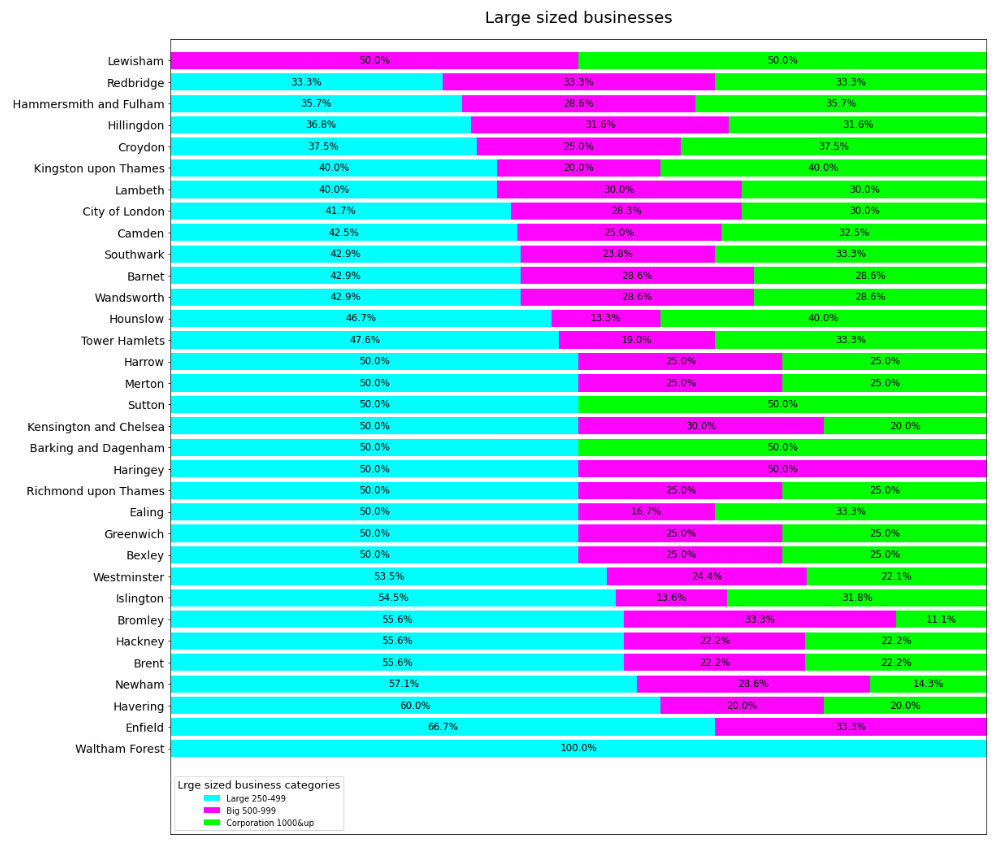 Large sized businesses
Lewisham 50.0% 50.0%
Redbridge 33.3% 33.3% 33.3%
Hammersmith and Fulham 35.7% 28.6% 35.7%
Hillingdon 36.8% 31.6% 31.6%
Croydon 37.5% 25.0% 37.5%
Kingston upon Thames 40.0% 20.0% 40.0%
Lambeth 40.0% 30.0% 30.0%
City of London 41.7% 28.3% 30.0%
Camden 42.5% 25.0% 32.5%
Southwark 42.9% 23.8% 33.3%
Barnet 42.9% 28.6% 28.6%
Wandsworth 42.9% 28.6% 28.6%
Hounslow 46.7% 13.3% 40.0%
Tower Hamlets 47.6% 19.0% 33.3%
Harrow 50.0% 25.0% 25.0%
Merton 50.0% 25.0% 25.0%
Sutton 50.0% 50.0%
Kensington and Chelsea 50.0% 30.0% 20.0%
Barking and Dagenham 50.0% 50.0%
Haringey 50.0% 50.0%
Richmond upon Thames 50.0% 25.0% 25.0%
Ealing 50.0% 16.7% 33.3%
Greenwich 50.0% 25.0% 25.0%
Bexley 50.0% 25.0% 25.0%
Westminster 53.5% 24.4% 22.1%
Islington 54.5% 13.6% 31.8%
Bromley 55.6% 33.3% 11.1%
Hackney 55.6% 22.2% 22.2%
Brent 55.6% 22.2% 22.2%
Newham 57.1% 28.6% 14.3%
Havering 60.0% 20.0% 20.0%
Enfield 66.7% 33.3%
Waltham Forest 100.0%
Lrge sized business categories
Large 250-499
Big 500-999
Corporation 1000&up